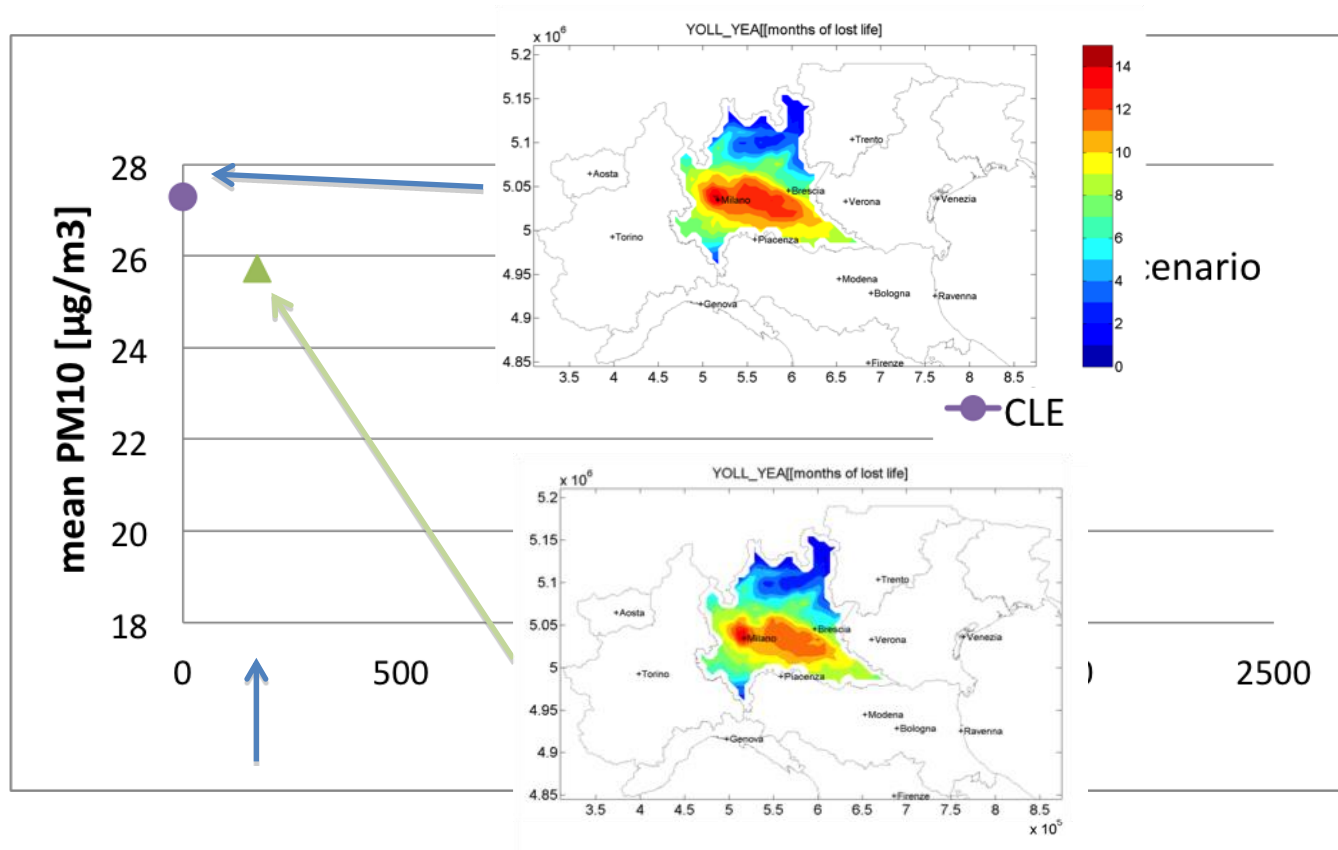 YOLL_YEA[[months of lost life]
x 10⁶
5.2
5.15
5.1
5.05
5
4.95
4.9
4.85
3.5 4 4.5 5 5.5 6 6.5 7 7.5 8 8.5
+Trento
+Aosta
+Brescia
+Milano
+Verona
+Venezia
+Torino
+Piacenza
+Modena
+Bologna
+Ravenna
+Genova
+Firenze
14
12
10
8
6
4
2
0
cenario
CLE
mean PM10 [µg/m3]
28
26
24
22
20
18
0 500 2500
YOLL_YEA[[months of lost life]
x 10⁶
5.2
5.15
5.1
5.05
5
4.95
4.9
4.85
3.5 4 4.5 5 5.5 6 6.5 7 7.5 8 8.5
x 10⁵
+Trento
+Aosta
+Brescia
+Milano
+Verona
+Venezia
+Torino
+Piacenza
+Modena
+Bologna
+Ravenna
+Genova
+Firenze